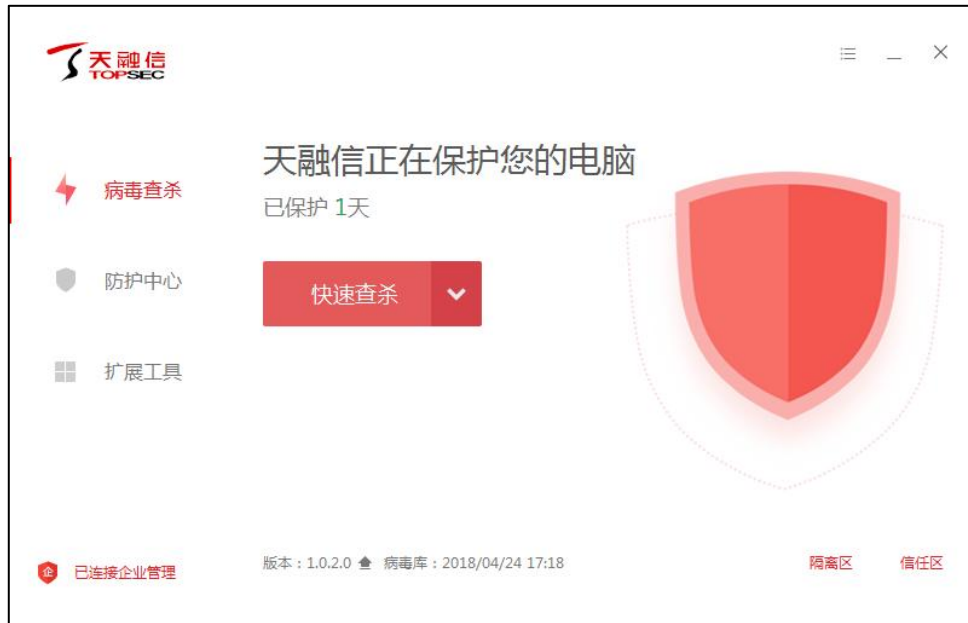 天融信
TOPSEC
病毒查杀
防护中心
扩展工具
天融信正在保护您的电脑
已保护 1天
快速查杀
企 已连接企业管理
版本：1.0.2.0 病毒库：2018/04/24 17:18
隔离区 信任区